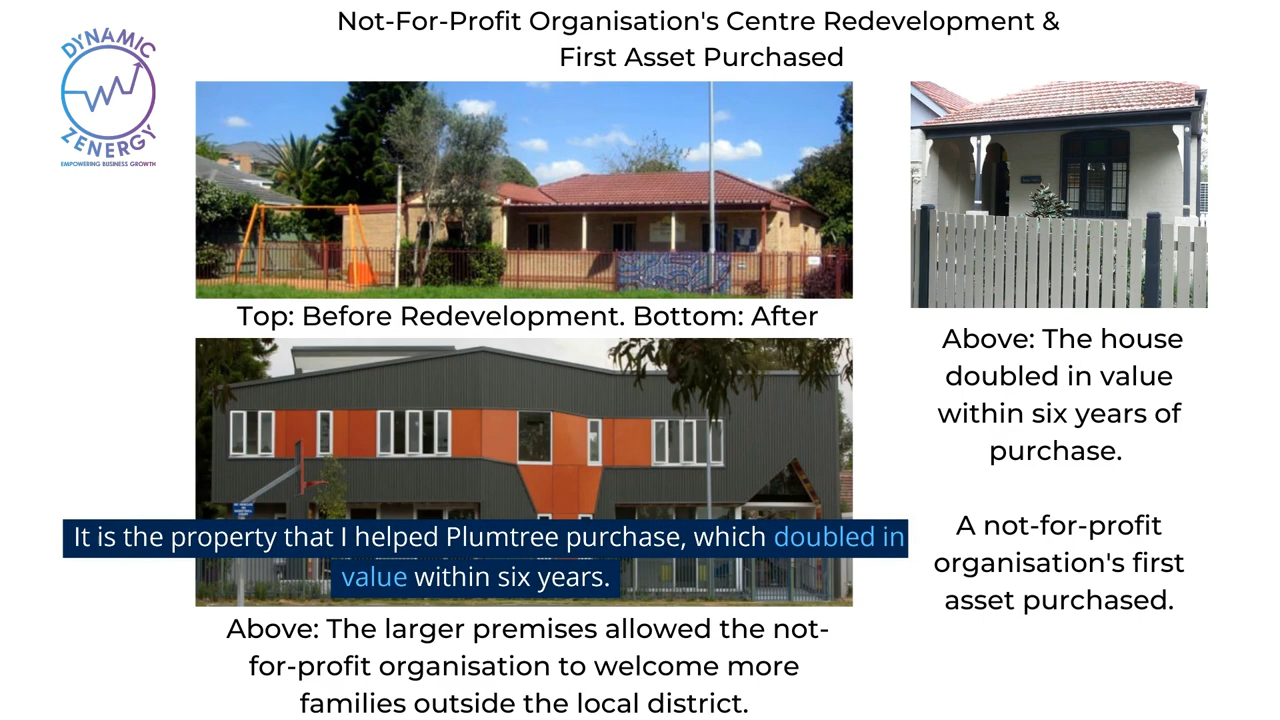 Not-For-Profit Organisation's Centre Redevelopment &
First Asset Purchased
DYNAMIC
ZENERGY
EMPOWERING BUSINESS GROWTH
Top: Before Redevelopment. Bottom: After
Above: The house
doubled in value
within six years of
purchase.
A not-for-profit
organisation's first
asset purchased.
It is the property that I helped Plumtree purchase, which doubled in
value within six years.
Above: The larger premises allowed the not-
for-profit organisation to welcome more
families outside the local district.